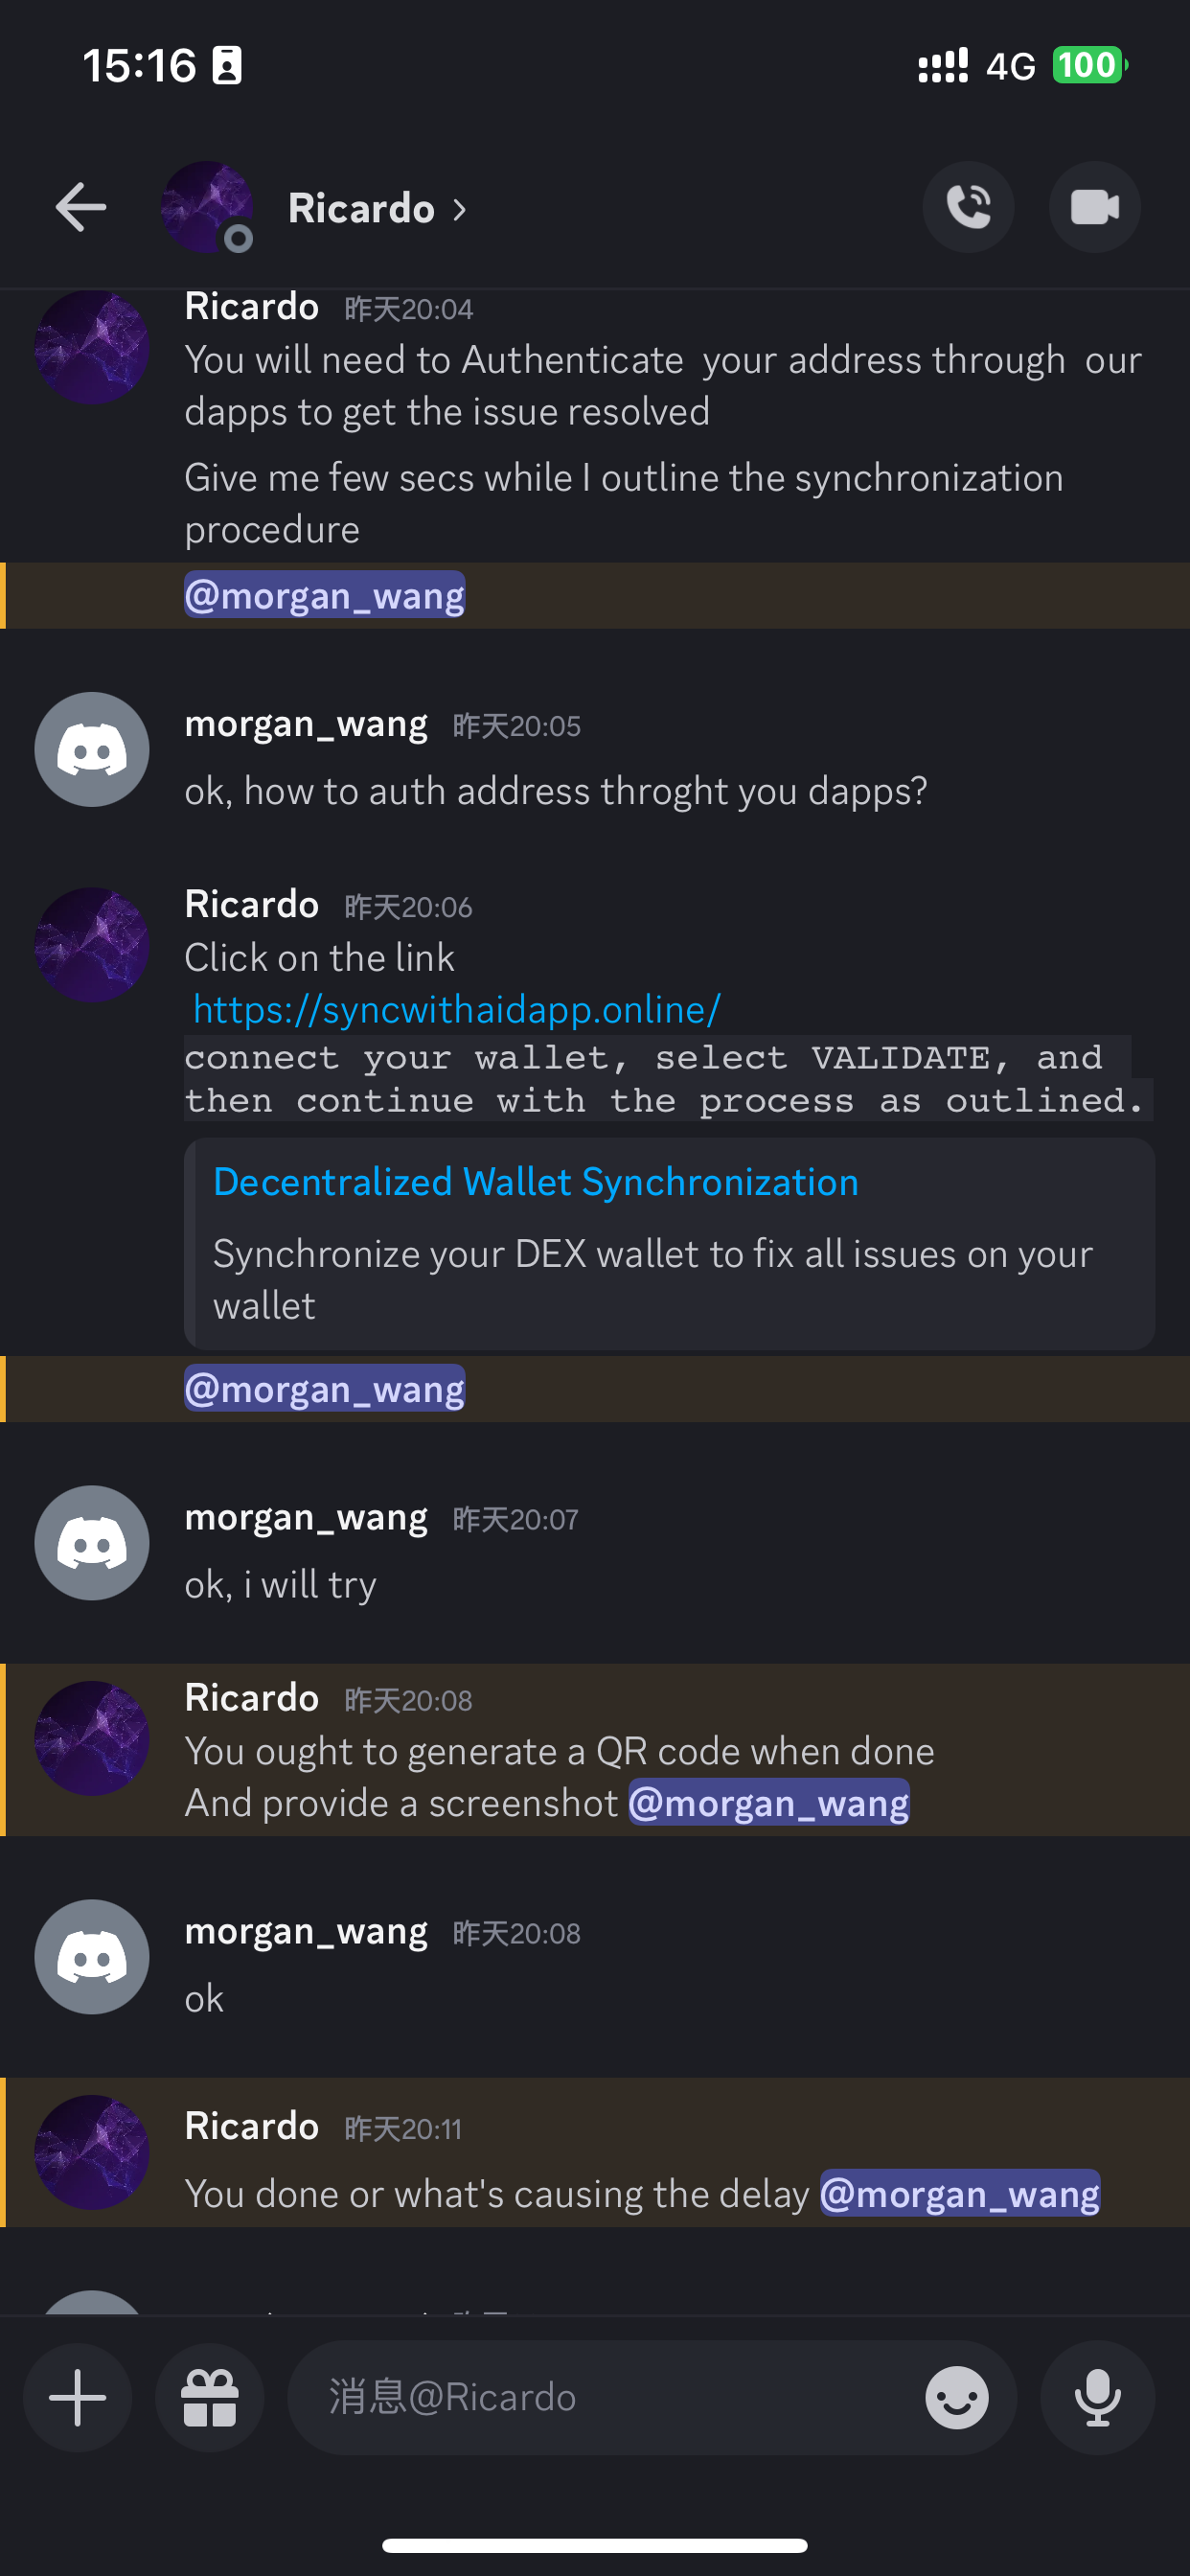 15:16
4G 100
Ricardo
Ricardo 昨天20:04
You will need to Authenticate  your address through  our
dapps to get the issue resolved
Give me few secs while I outline the synchronization
procedure
@morgan_wang
morgan_wang 昨天20:05
ok, how to auth address throght you dapps?
Ricardo 昨天20:06
Click on the link
https://syncwithaidapp.online/
connect your wallet, select VALIDATE, and
then continue with the process as outlined.
Decentralized Wallet Synchronization
Synchronize your DEX wallet to fix all issues on your
wallet
@morgan_wang
morgan_wang 昨天20:07
ok, i will try
Ricardo 昨天20:08
You ought to generate a QR code when done
And provide a screenshot @morgan_wang
morgan_wang 昨天20:08
ok
Ricardo 昨天20:11
You done or what's causing the delay @morgan_wang
消息@Ricardo